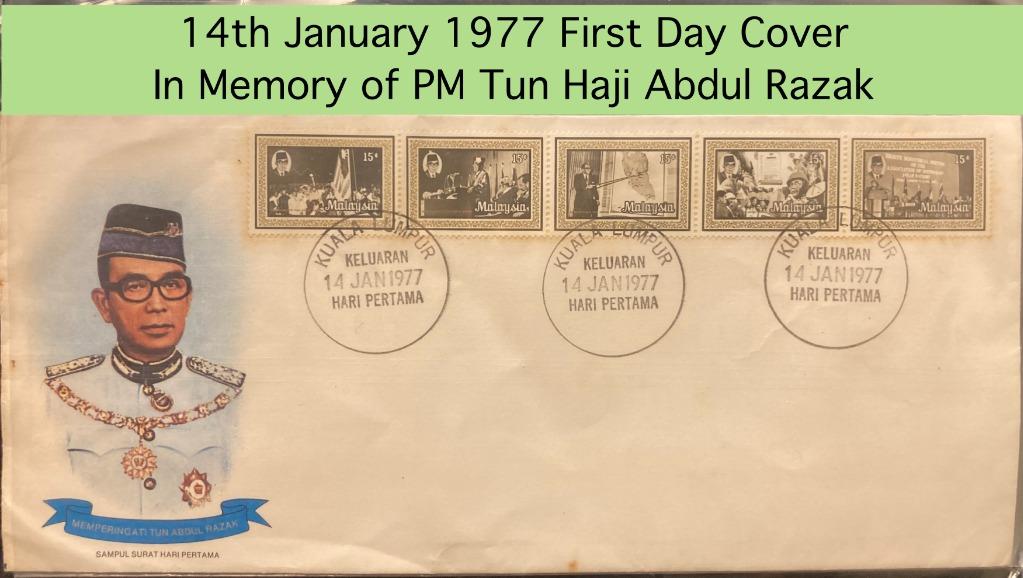 14th January 1977 First Day Cover
In Memory of PM Tun Haji Abdul Razak
15¢
Malaysia
15¢
Malaysia
15¢
Malaysia
15¢
Malaysia
15¢
Malaysia
KUALA LUMPUR
KELUARAN
14 JAN 1977
HARI PERTAMA
KUALA LUMPUR
KELUARAN
14 JAN 1977
HARI PERTAMA
KUALA LUMPUR
KELUARAN
14 JAN 1977
HARI PERTAMA
MEMPERINGATI TUN ABDUL RAZAK
SAMPUL SURAT HARI PERTAMA